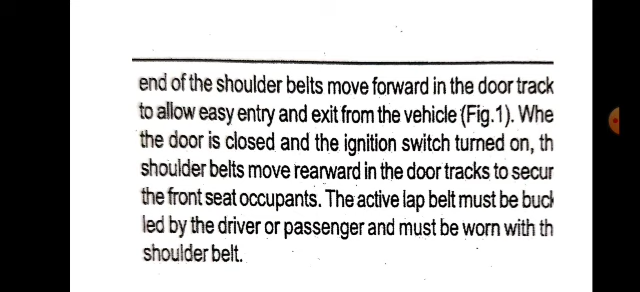 end of the shoulder belts move forward in the door track
to allow easy entry and exit from the vehicle (Fig.1). Whe
the door is closed and the ignition switch turned on, th
shoulder belts move rearward in the door tracks to secur
the front seat occupants. The active lap belt must be buck
led by the driver or passenger and must be worn with th
shoulder belt.